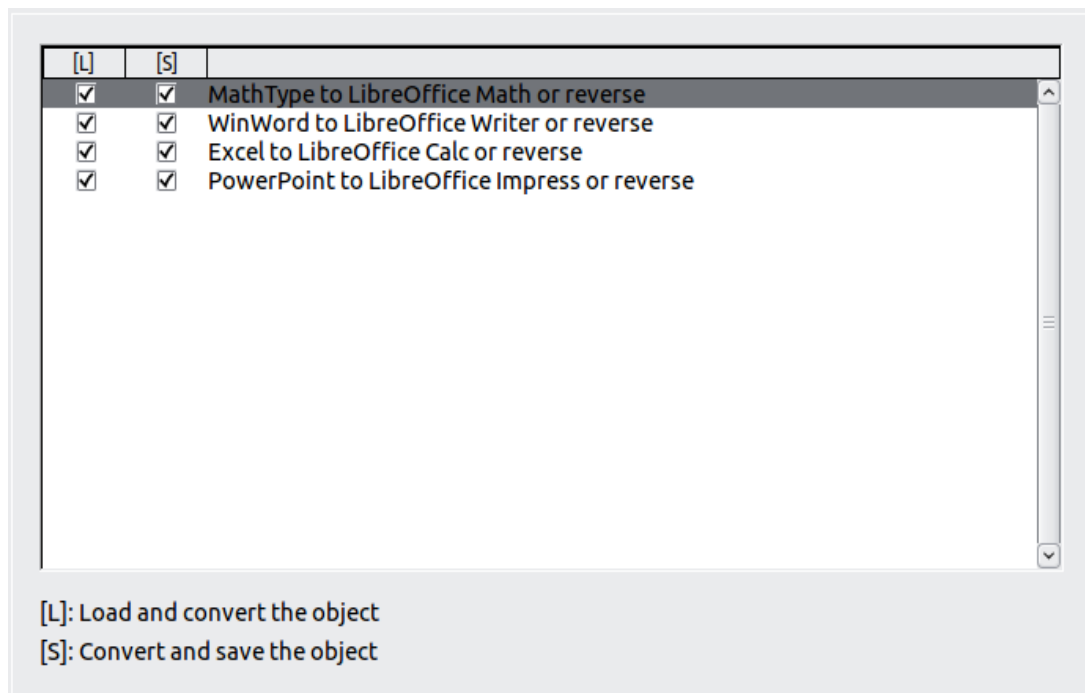 [L] [S]
MathType to LibreOffice Math or reverse
WinWord to LibreOffice Writer or reverse
Excel to LibreOffice Calc or reverse
PowerPoint to LibreOffice Impress or reverse
[L]: Load and convert the object
[S]: Convert and save the object